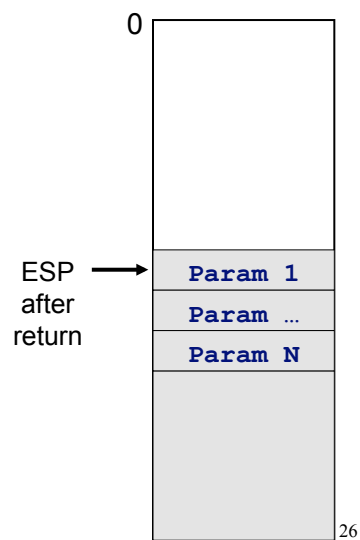 0
ESP
after
return
Param 1
Param …
Param N
26